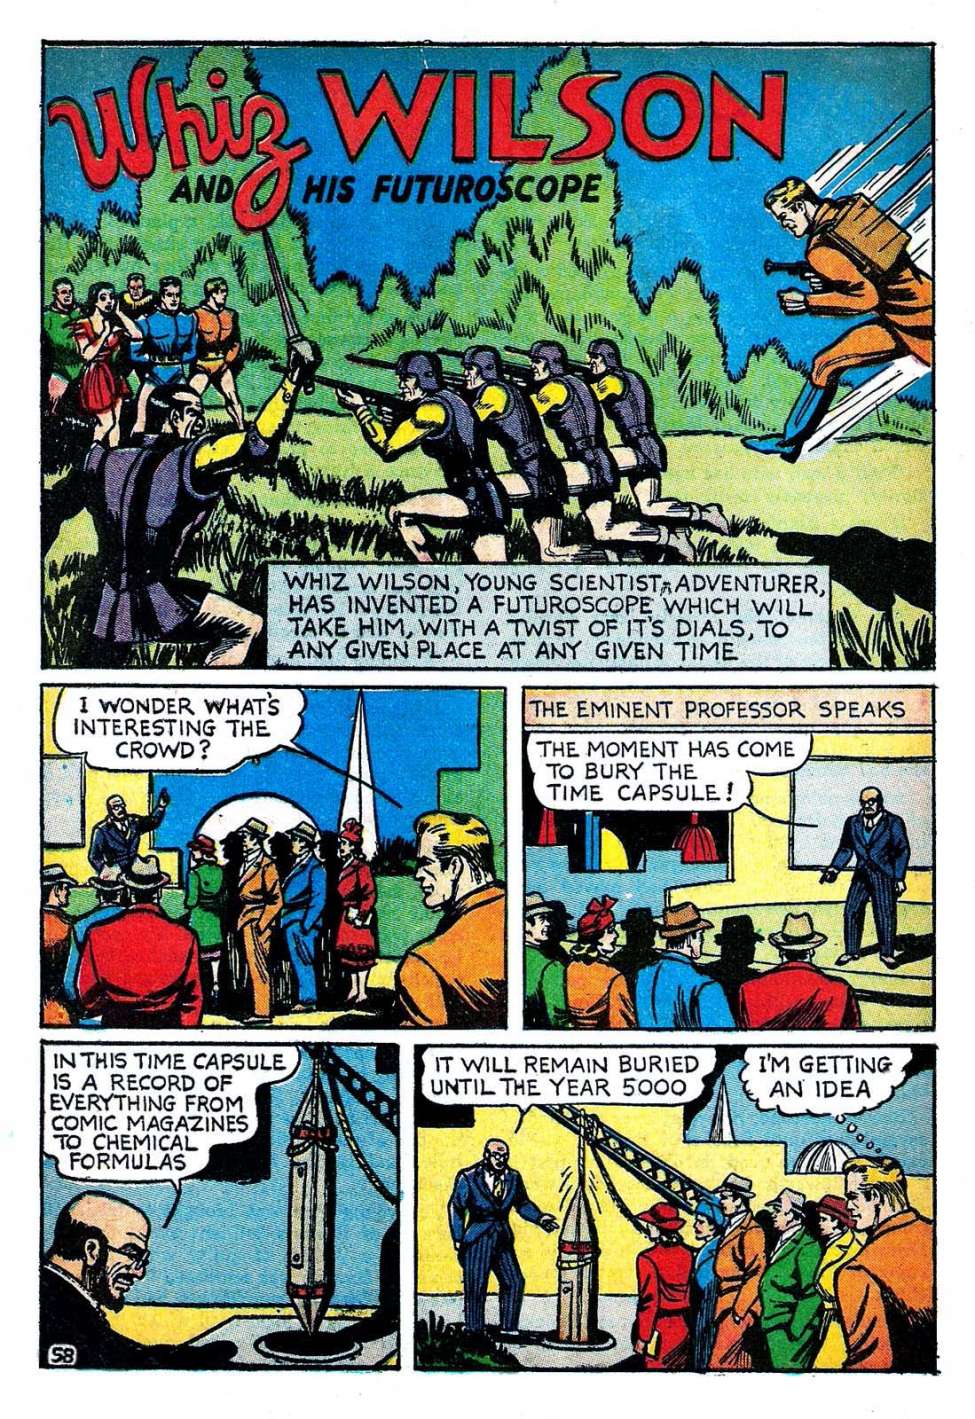 Whiz WILSON
AND HIS FUTUROSCOPE
WHIZ WILSON, YOUNG SCIENTIST, ADVENTURER,
HAS INVENTED A FUTUROSCOPE WHICH WILL
TAKE HIM, WITH A TWIST OF IT'S DIALS, TO
ANY GIVEN PLACE AT ANY GIVEN TIME
I WONDER WHAT'S
INTERESTING THE
CROWD?
THE EMINENT PROFESSOR SPEAKS
THE MOMENT HAS COME
TO BURY THE
TIME CAPSULE!
IN THIS TIME CAPSULE
IS A RECORD OF
EVERYTHING FROM
COMIC MAGAZINES
TO CHEMICAL
FORMULAS
IT WILL REMAIN BURIED
UNTIL THE YEAR 5000
I'M GETTING
AN IDEA
58